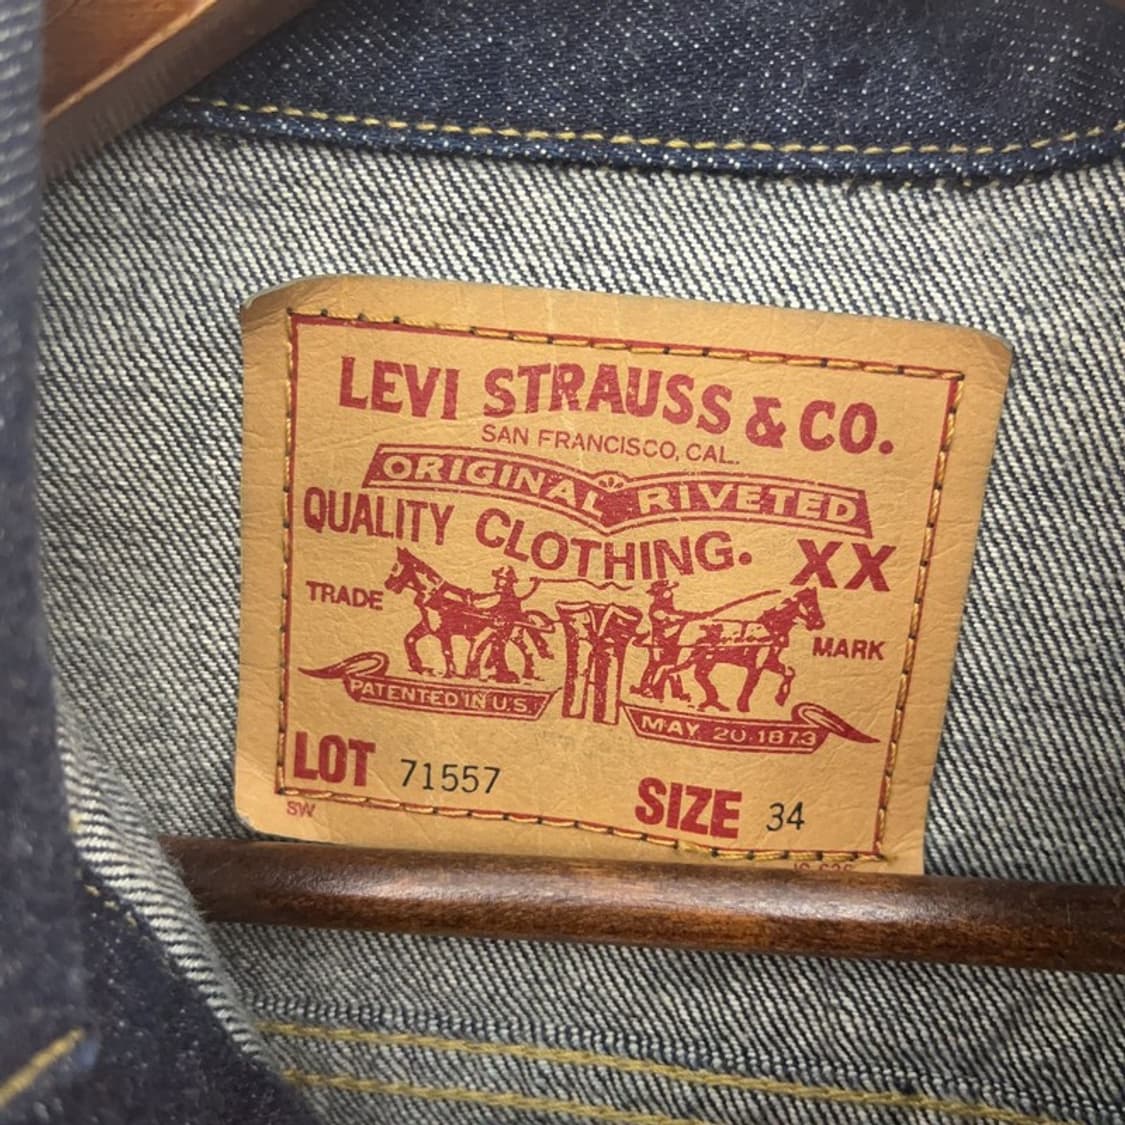 LEVI STRAUSS & CO.
SAN FRANCISCO, CAL.
ORIGINAL RIVETED
QUALITY CLOTHING. XX
TRADE MARK
PATENTED IN U.S. MAY 20.1873
LOT 71557 SIZE 34
SW